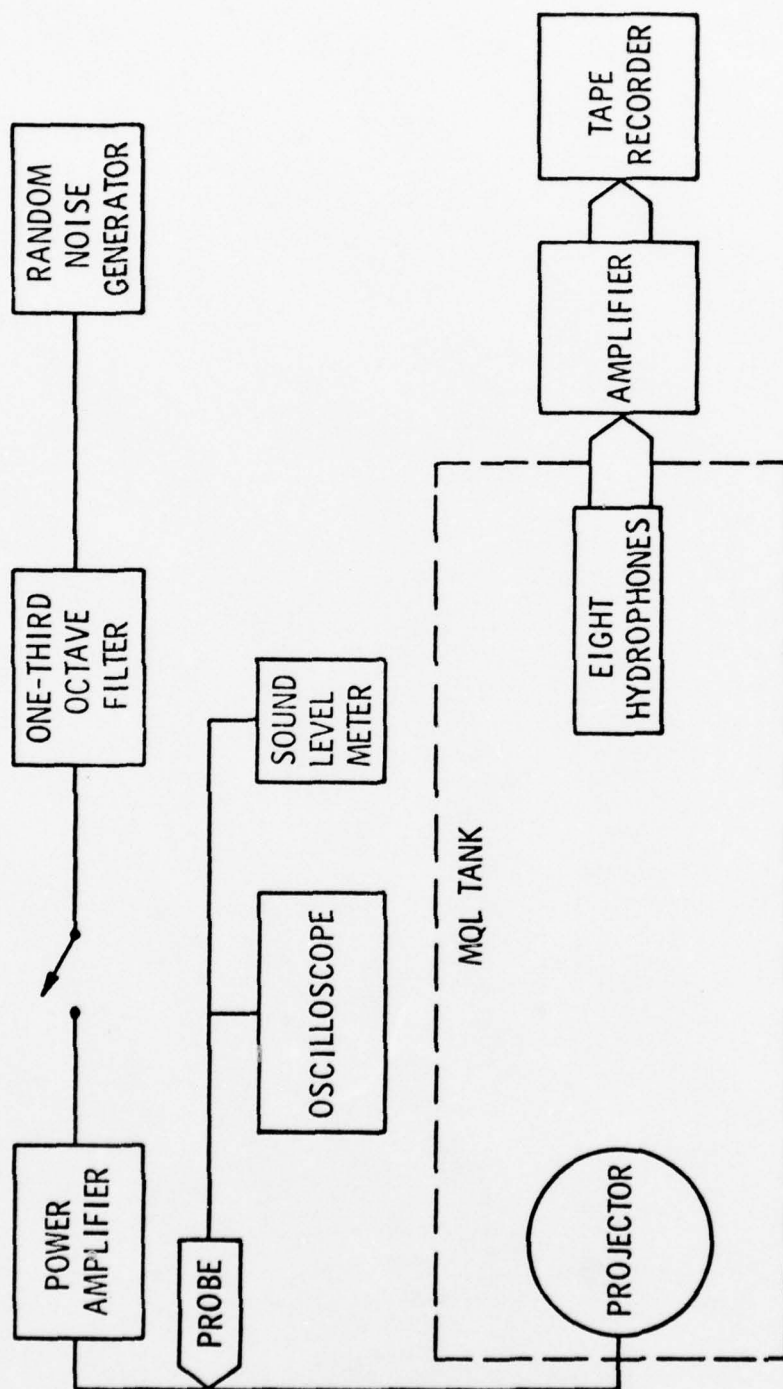 RANDOM
NOISE
GENERATOR
ONE-THIRD
OCTAVE
FILTER
POWER
AMPLIFIER
PROBE
OSCILLOSCOPE
SOUND
LEVEL
METER
MQL TANK
PROJECTOR
EIGHT
HYDROPHONES
AMPLIFIER
TAPE
RECORDER